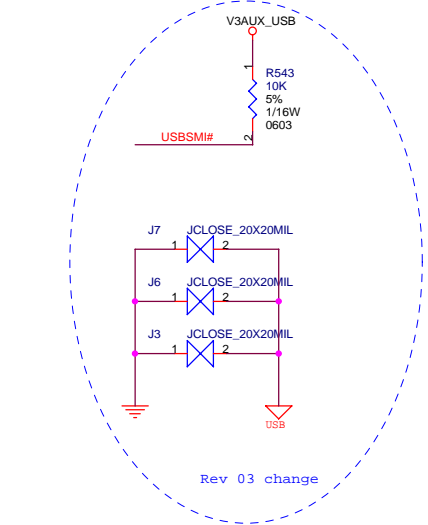 V3AUX_USB
1
R543
10K
5%
1/16W
0603
2
USBSMI#
J7 JCLOSE_20X20MIL
1 2
J6 JCLOSE_20X20MIL
1 2
J3 JCLOSE_20X20MIL
1 2
USB
Rev 03 change